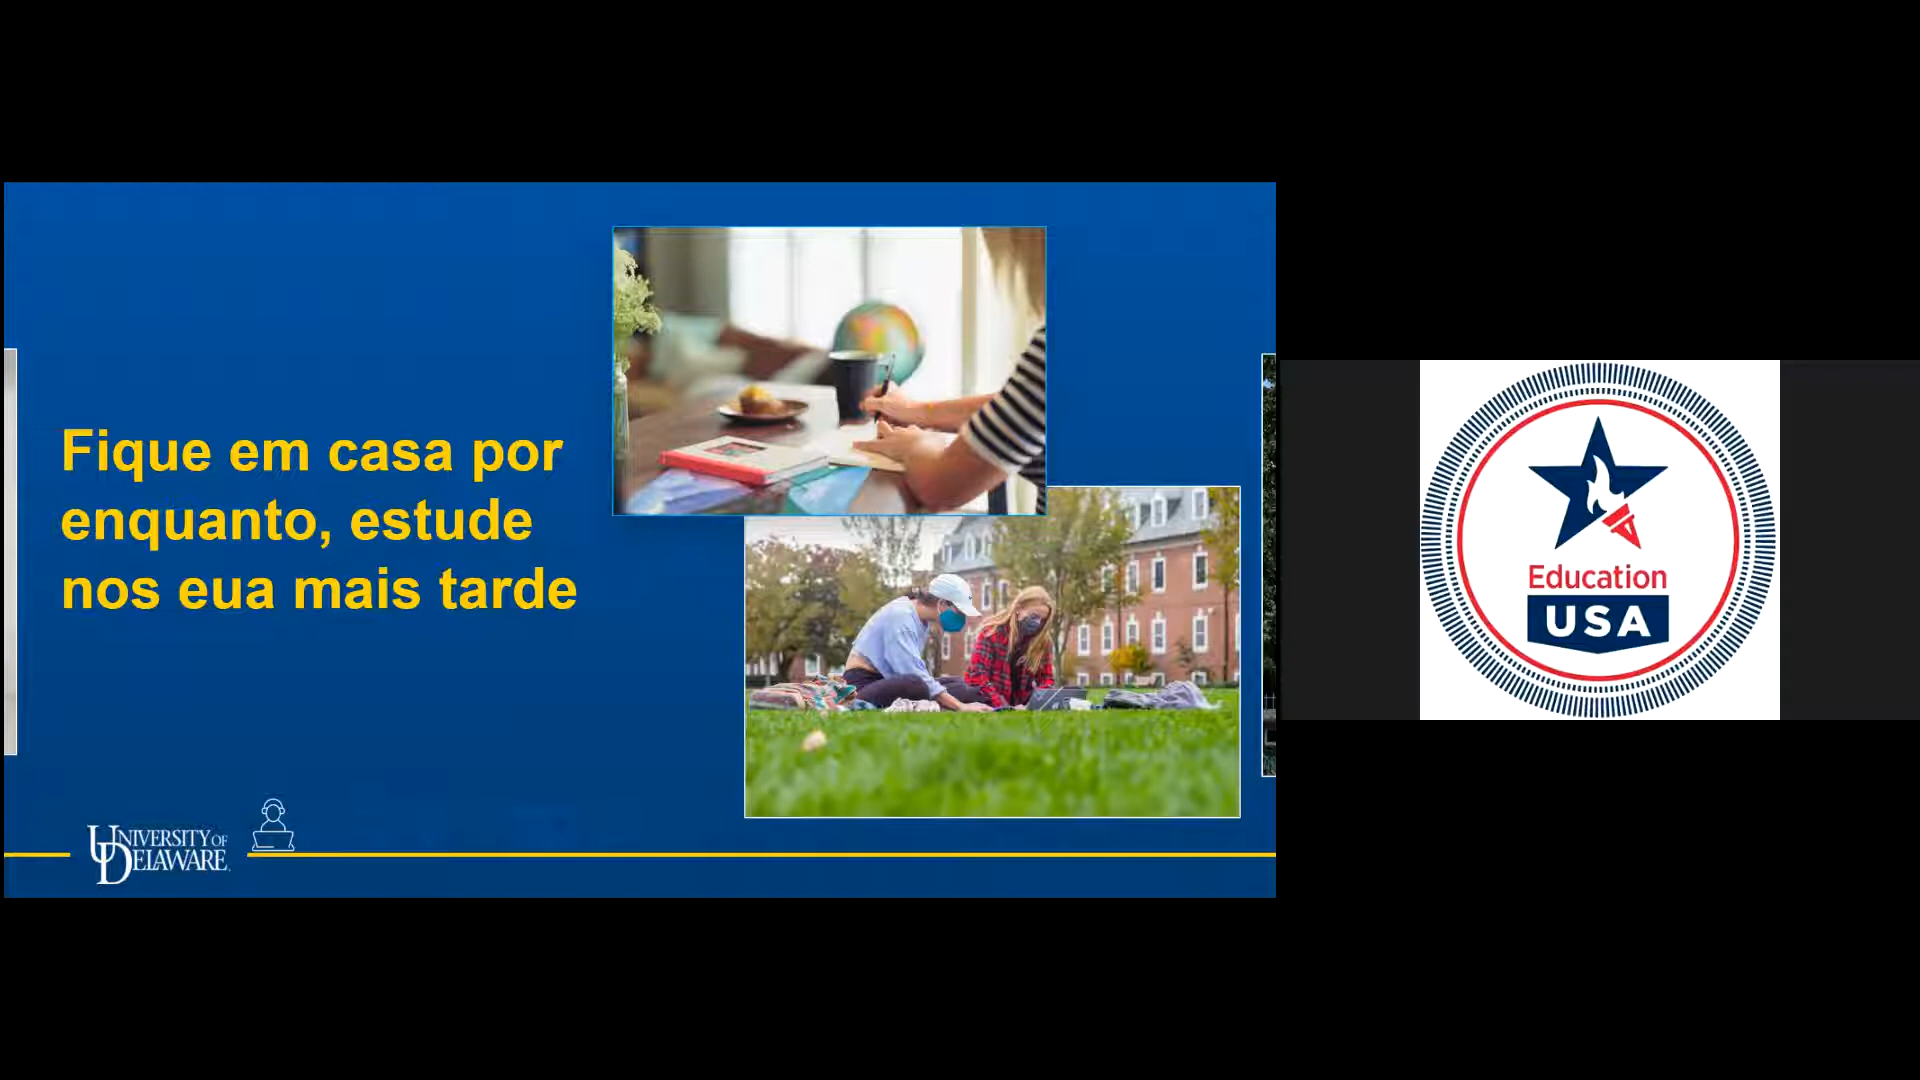 Fique em casa por
enquanto, estude
nos eua mais tarde
UNIVERSITY OF
DELAWARE
Education
USA